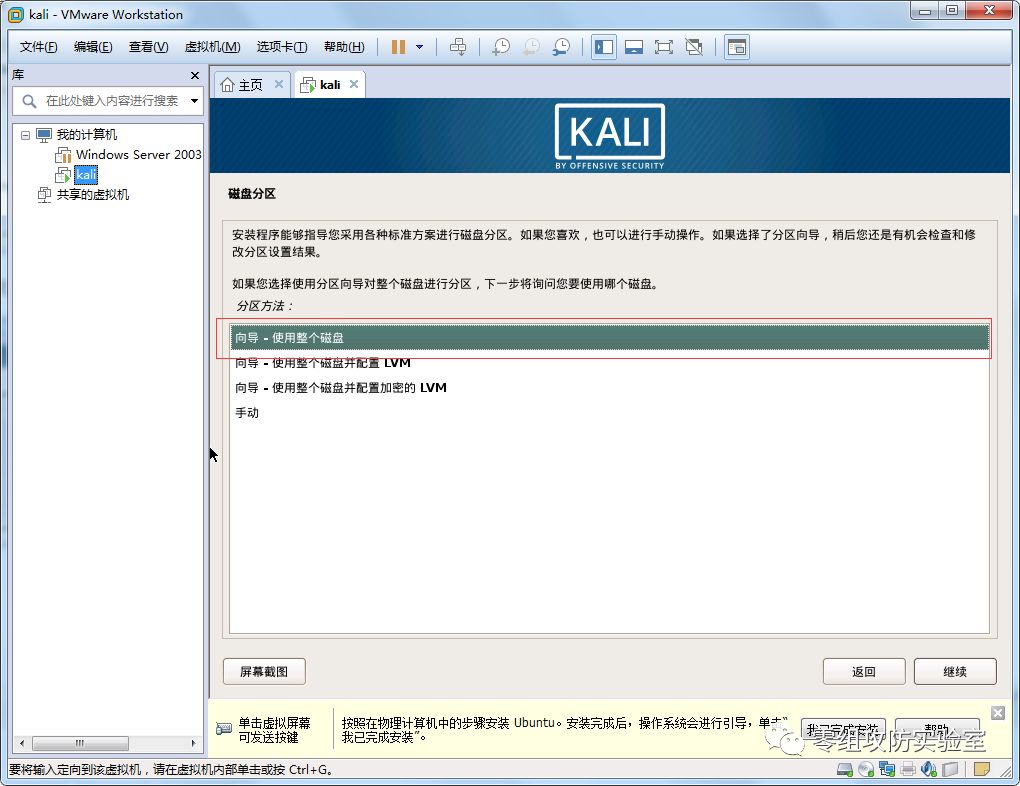 kali - VMware Workstation
文件(F) 编辑(E) 查看(V) 虚拟机(M) 选项卡(T) 帮助(H)
库
在此处键入内容进行搜索
我的计算机
Windows Server 2003
kali
共享的虚拟机
主页 kali
KALI
BY OFFENSIVE SECURITY
磁盘分区
安装程序能够指导您采用各种标准方案进行磁盘分区。如果您喜欢，也可以进行手动操作。如果选择了分区向导，稍后您还是有机会检查和修
改分区设置结果。
如果您选择使用分区向导对整个磁盘进行分区，下一步将询问您要使用哪个磁盘。
分区方法：
向导 - 使用整个磁盘
向导 - 使用整个磁盘并配置 LVM
向导 - 使用整个磁盘并配置加密的 LVM
手动
屏幕截图 返回 继续
单击虚拟屏幕
可发送按键
按照在物理计算机中的步骤安装 Ubuntu。安装完成后，操作系统会进行引导，单击“
我已完成安装”。
我已完成安装 帮助
零组攻防实验室
要将输入定向到该虚拟机，请在虚拟机内部单击或按 Ctrl+G。